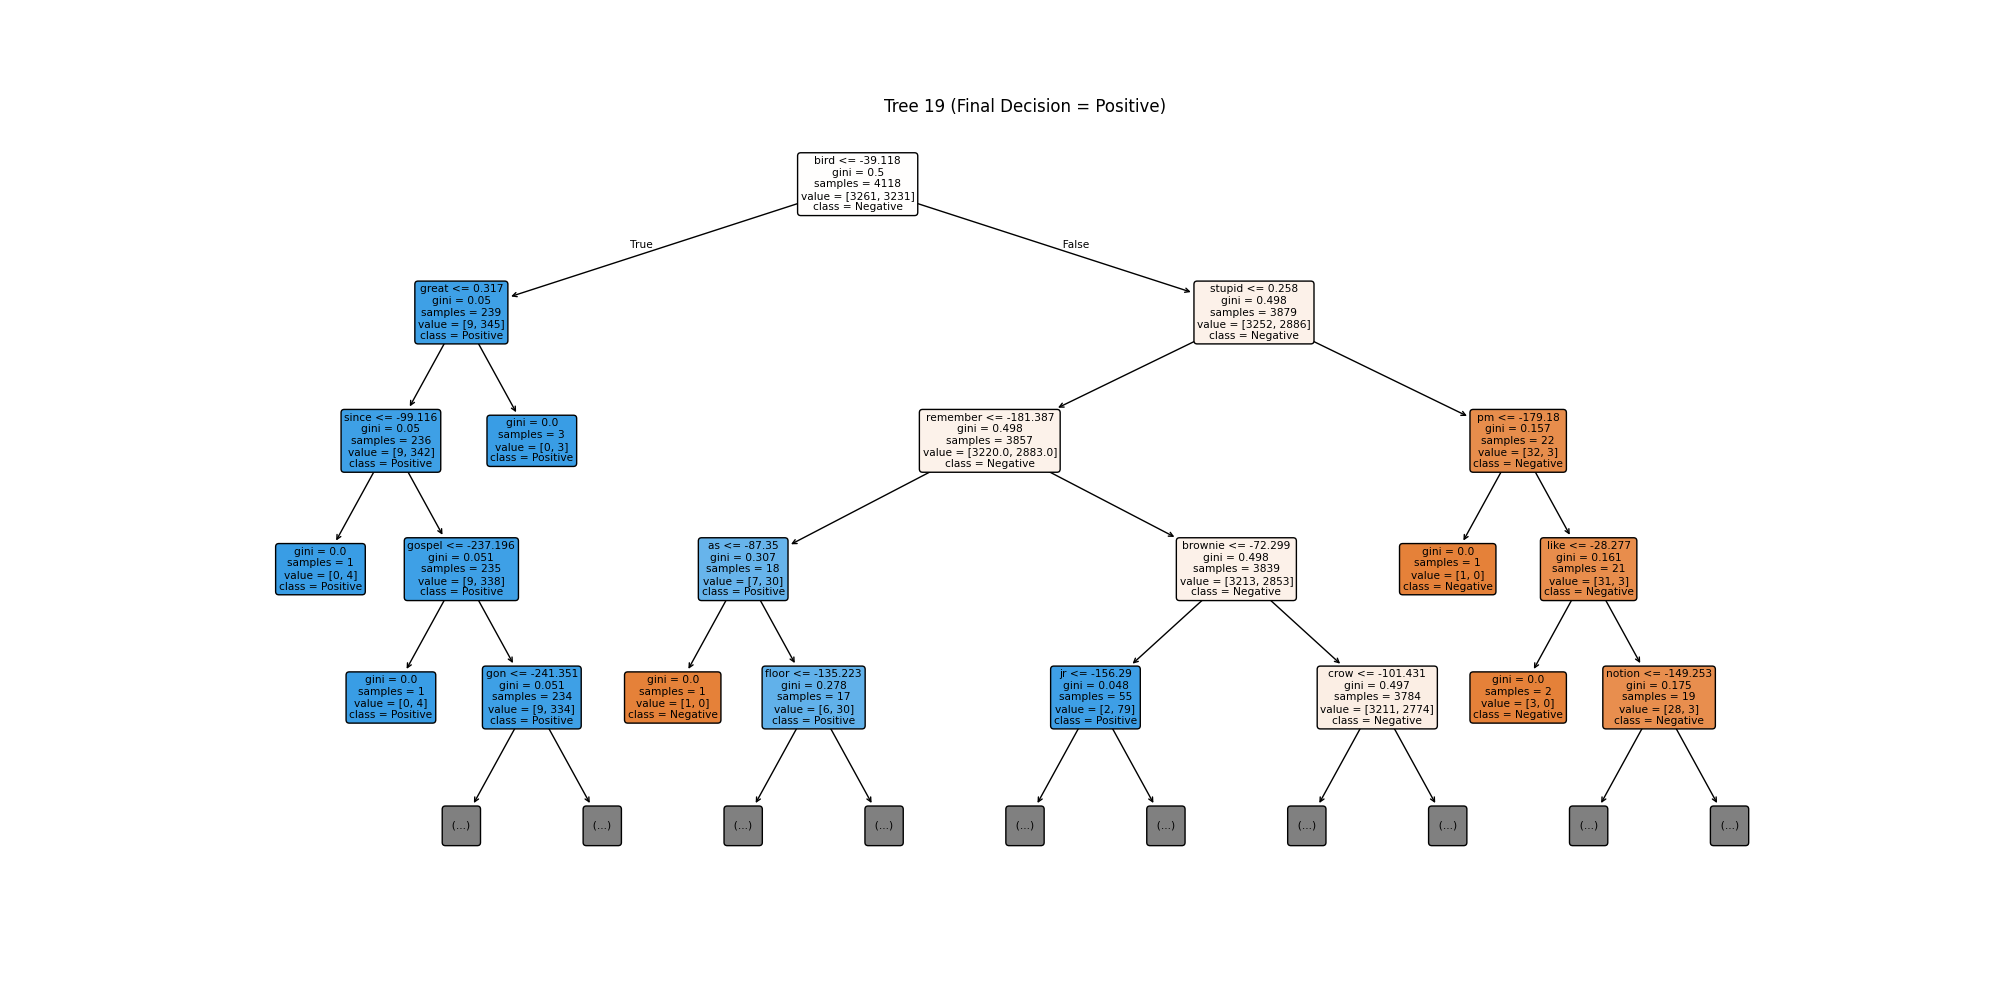 Tree 19 (Final Decision = Positive)
bird <= -39.118
gini = 0.5
samples = 4118
value = [3261, 3231]
class = Negative
True
False
great <= 0.317
gini = 0.05
samples = 239
value = [9, 345]
class = Positive
stupid <= 0.258
gini = 0.498
samples = 3879
value = [3252, 2886]
class = Negative
since <= -99.116
gini = 0.05
samples = 236
value = [9, 342]
class = Positive
gini = 0.0
samples = 3
value = [0, 3]
class = Positive
remember <= -181.387
gini = 0.498
samples = 3857
value = [3220.0, 2883.0]
class = Negative
pm <= -179.18
gini = 0.157
samples = 22
value = [32, 3]
class = Negative
gini = 0.0
samples = 1
value = [0, 4]
class = Positive
gospel <= -237.196
gini = 0.051
samples = 235
value = [9, 338]
class = Positive
as <= -87.35
gini = 0.307
samples = 18
value = [7, 30]
class = Positive
brownie <= -72.299
gini = 0.498
samples = 3839
value = [3213, 2853]
class = Negative
gini = 0.0
samples = 1
value = [1, 0]
class = Negative
like <= -28.277
gini = 0.161
samples = 21
value = [31, 3]
class = Negative
gini = 0.0
samples = 1
value = [0, 4]
class = Positive
gon <= -241.351
gini = 0.051
samples = 234
value = [9, 334]
class = Positive
gini = 0.0
samples = 1
value = [1, 0]
class = Negative
floor <= -135.223
gini = 0.278
samples = 17
value = [6, 30]
class = Positive
jr <= -156.29
gini = 0.048
samples = 55
value = [2, 79]
class = Positive
crow <= -101.431
gini = 0.497
samples = 3784
value = [3211, 2774]
class = Negative
gini = 0.0
samples = 2
value = [3, 0]
class = Negative
notion <= -149.253
gini = 0.175
samples = 19
value = [28, 3]
class = Negative
(...)
(...)
(...)
(...)
(...)
(...)
(...)
(...)
(...)
(...)